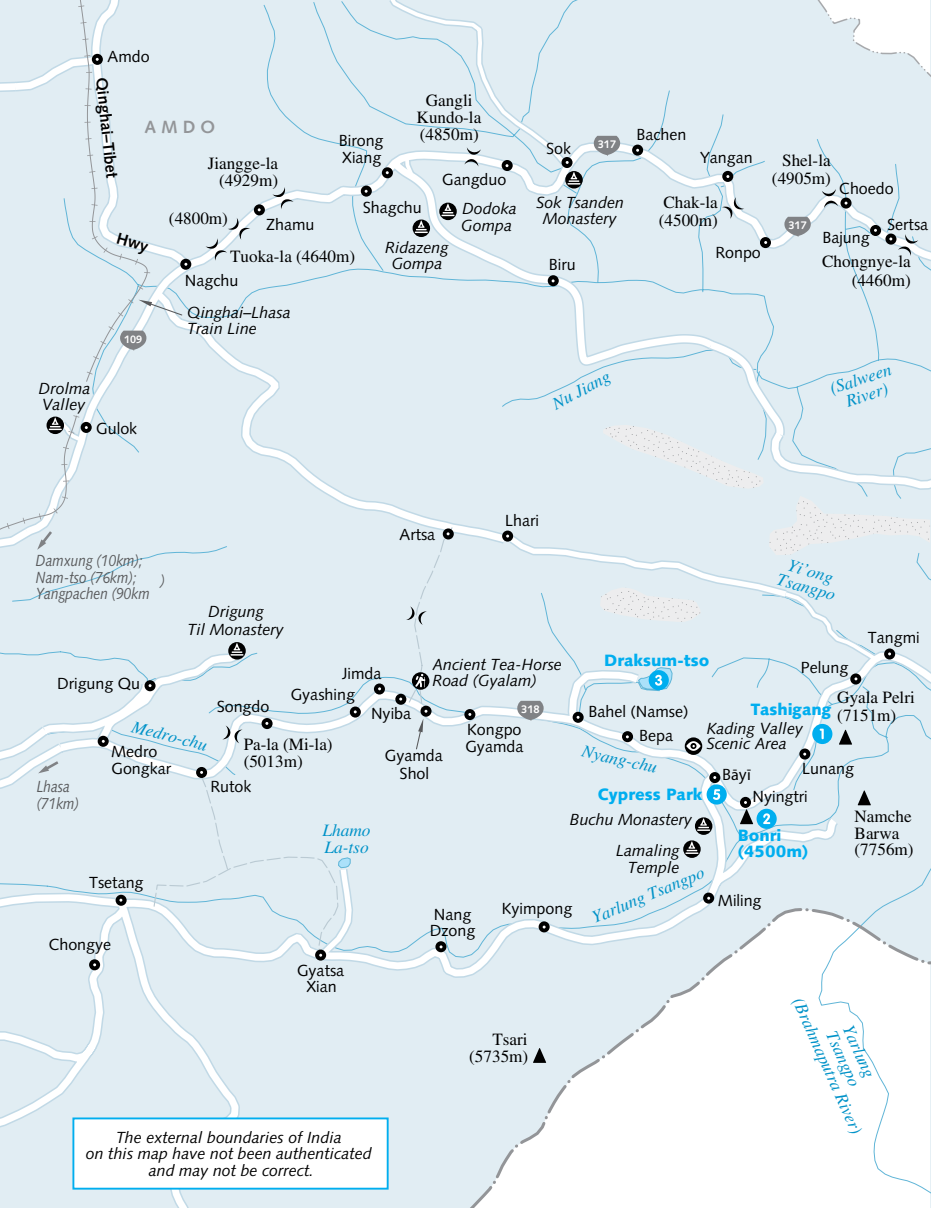 Amdo
Qinghai–Tibet
Hwy
AMDO
Gangli
Kundo-la
(4850m)
Birong
Xiang
Jiangge-la
(4929m)
(4800m)
Zhamu
Tuoka-la (4640m)
Nagchu
Shagchu
Gangduo
Dodoka
Gompa
Ridazeng
Gompa
Sok
317
Bachen
Sok Tsanden
Monastery
Yangan
Chak-la
(4500m)
Shel-la
(4905m)
Choedo
317
Ronpo
Bajung
Sertsa
Chongnye-la
(4460m)
Biru
Qinghai–Lhasa
Train Line
109
Drolma
Valley
Gulok
Nu Jiang
(Salween
River)
Artsa
Lhari
Damxung (10km);
Nam-tso (76km);
Yangpachen (90km
)
Yi'ong
Tsangpo
Drigung
Til Monastery
Drigung Qu
Jimda
Ancient Tea-Horse
Road (Gyalam)
Draksum-tso
3
Tangmi
Pelung
Gyala Pelri
(7151m)
Tashigang
1
Songdo
Gyashing
Nyiba
318
Bahel (Namse)
Medro-chu
Pa-la (Mi-la)
(5013m)
Gyamda
Shol
Kongpo
Gyamda
Bepa
Kading Valley
Scenic Area
Nyang-chu
Medro
Gongkar
Lhasa
(71km)
Rutok
Lunang
Bāyī
Cypress Park
5
Nyingtri
2
Bonri
(4500m)
Namche
Barwa
(7756m)
Buchu Monastery
Lamaling
Temple
Lhamo
La-tso
Tsetang
Yarlung Tsangpo
Miling
Chongye
Nang
Dzong
Kyimpong
Gyatsa
Xian
Tsari
(5735m)
Yarlung
Tsangpo
(Brahmaputra River)
The external boundaries of India
on this map have not been authenticated
and may not be correct.